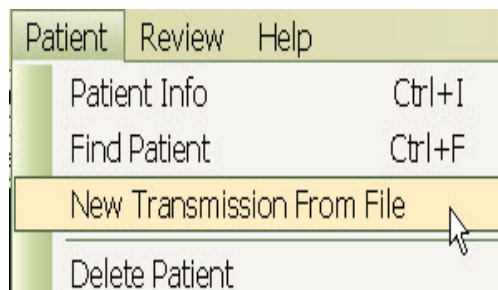 Patient Review Help
Patient Info Ctrl+I
Find Patient Ctrl+F
New Transmission From File
Delete Patient